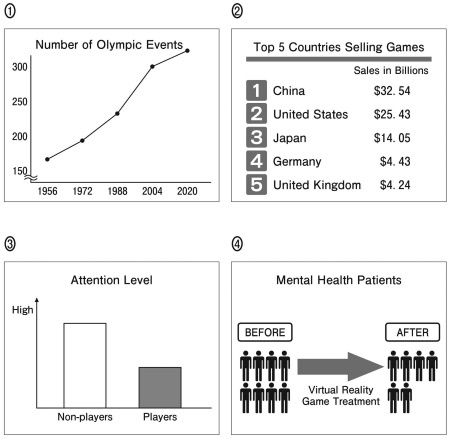 ①
Number of Olympic Events
300
250
200
150
1956 1972 1988 2004 2020
②
Top 5 Countries Selling Games
Sales in Billions
1 China $32.54
2 United States $25.43
3 Japan $14.05
4 Germany $4.43
5 United Kingdom $4.24
③
Attention Level
High
Non-players Players
④
Mental Health Patients
BEFORE AFTER
Virtual Reality
Game Treatment